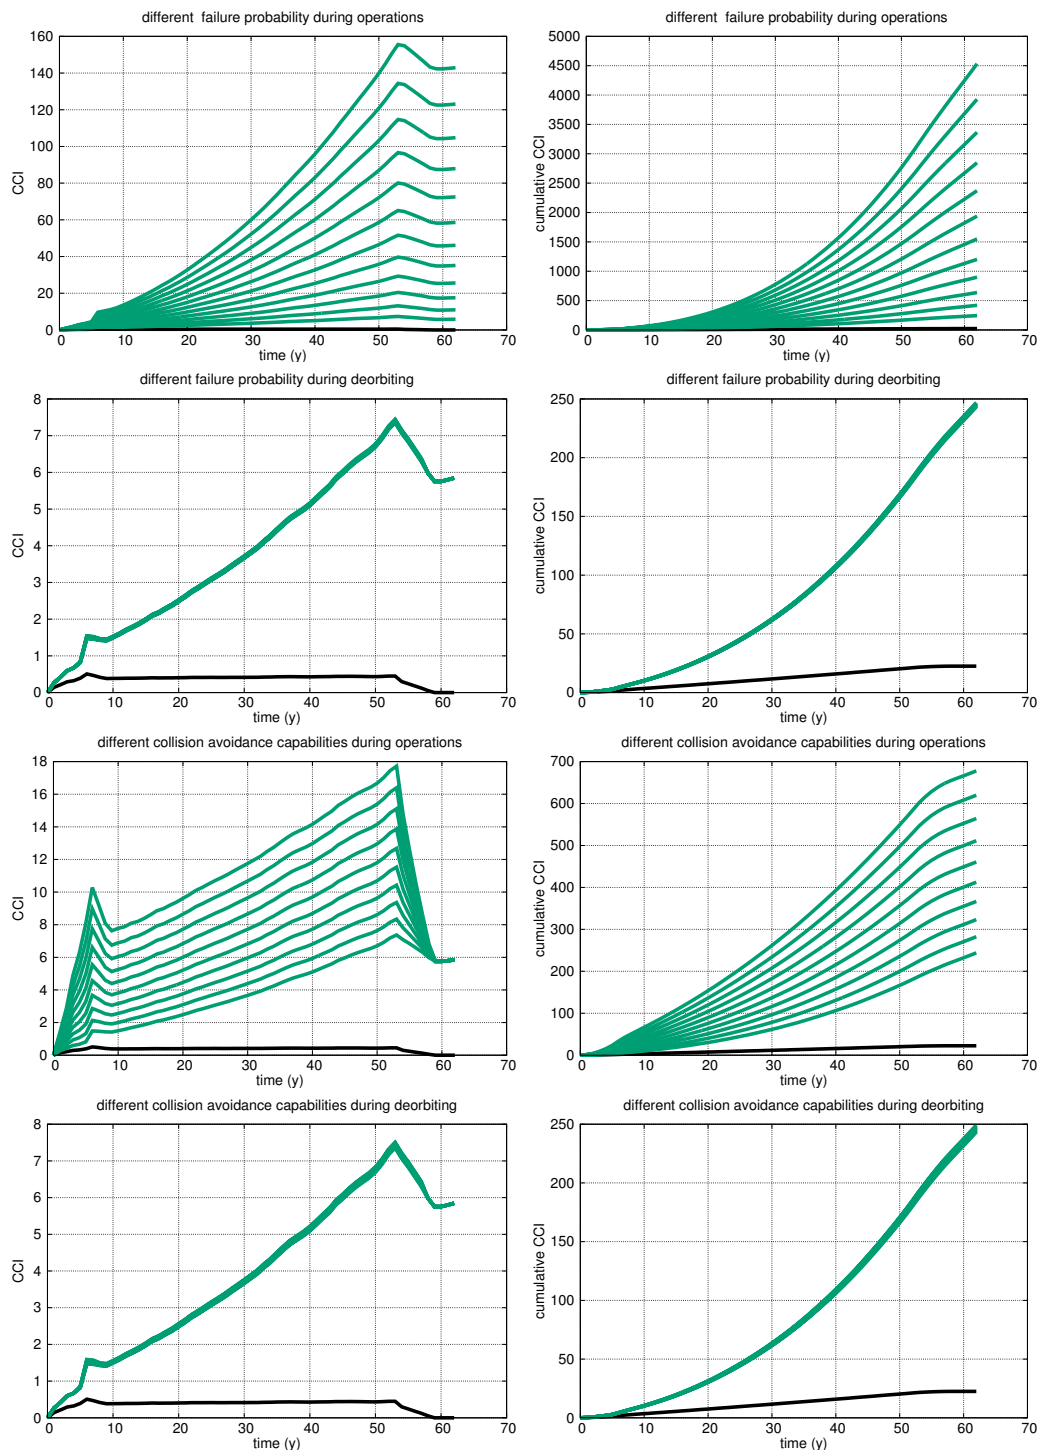 different  failure probability during operations
different  failure probability during operations
160
140
120
100
80
60
40
20
0
CCI
0 10 20 30 40 50 60 70
time (y)
5000
4500
4000
3500
3000
2500
2000
1500
1000
500
0
cumulative CCI
0 10 20 30 40 50 60 70
time (y)
different failure probability during deorbiting
different failure probability during deorbiting
8
7
6
5
4
3
2
1
0
CCI
0 10 20 30 40 50 60 70
time (y)
250
200
150
100
50
0
cumulative CCI
0 10 20 30 40 50 60 70
time (y)
different collision avoidance capabilities during operations
different collision avoidance capabilities during operations
18
16
14
12
10
8
6
4
2
0
CCI
0 10 20 30 40 50 60 70
time (y)
700
600
500
400
300
200
100
0
cumulative CCI
0 10 20 30 40 50 60 70
time (y)
different collision avoidance capabilities during deorbiting
different collision avoidance capabilities during deorbiting
8
7
6
5
4
3
2
1
0
CCI
0 10 20 30 40 50 60 70
time (y)
250
200
150
100
50
0
cumulative CCI
0 10 20 30 40 50 60 70
time (y)